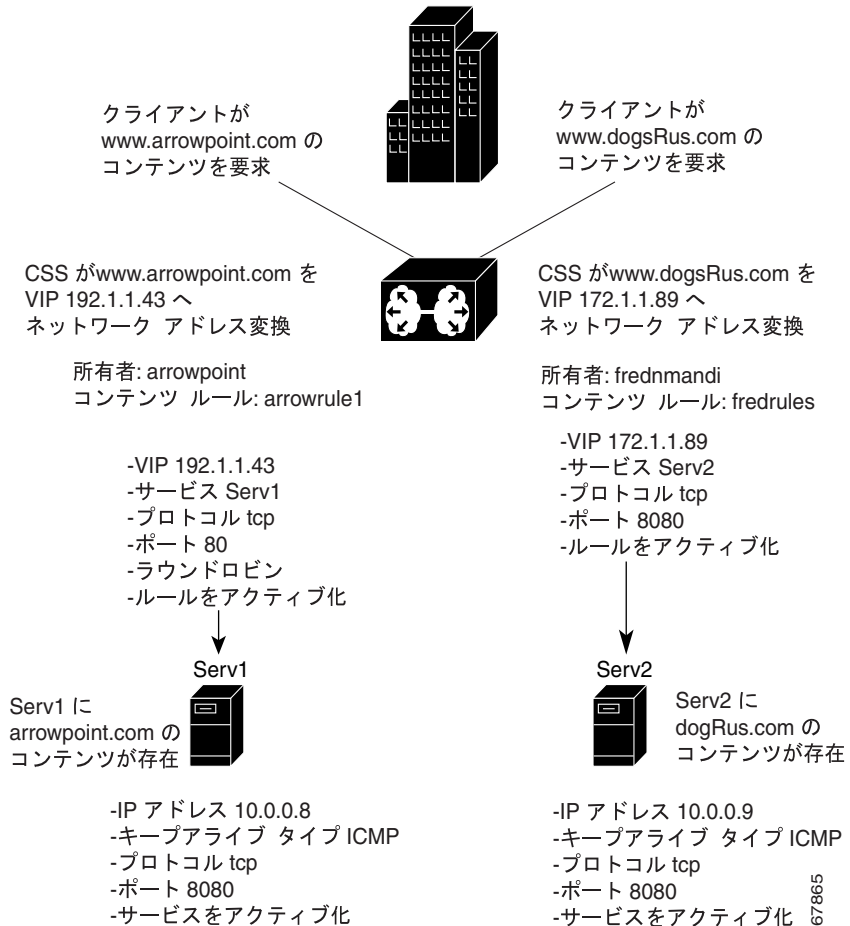 クライアントが
www.arrowpoint.com の
コンテンツを要求
クライアントが
www.dogsRus.com の
コンテンツを要求
CSS がwww.arrowpoint.com を
VIP 192.1.1.43 へ
ネットワーク アドレス変換
CSS がwww.dogsRus.com を
VIP 172.1.1.89 へ
ネットワーク アドレス変換
所有者: arrowpoint
コンテンツ ルール: arrowrule1
所有者: frednmandi
コンテンツ ルール: fredrules
-VIP 192.1.1.43
-サービス Serv1
-プロトコル tcp
-ポート 80
-ラウンドロビン
-ルールをアクティブ化
-VIP 172.1.1.89
-サービス Serv2
-プロトコル tcp
-ポート 8080
-ルールをアクティブ化
Serv1
Serv2
Serv1 に
arrowpoint.com の
コンテンツが存在
Serv2 に
dogRus.com の
コンテンツが存在
-IP アドレス 10.0.0.8
-キープアライブ タイプ ICMP
-プロトコル tcp
-ポート 8080
-サービスをアクティブ化
-IP アドレス 10.0.0.9
-キープアライブ タイプ ICMP
-プロトコル tcp
-ポート 8080
-サービスをアクティブ化
67865